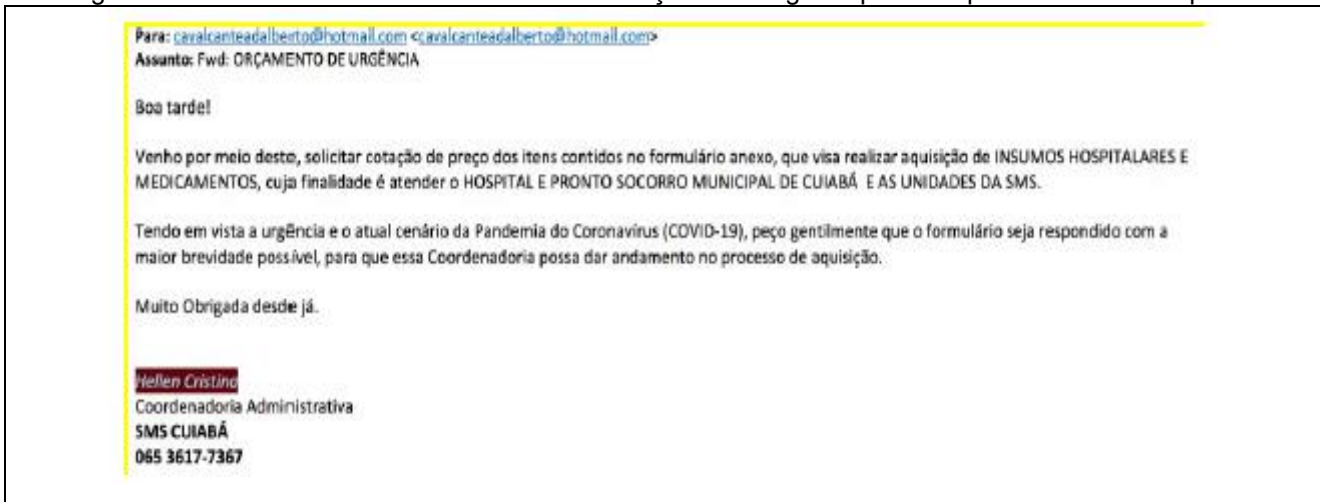 Para: cavalcanteadalberto@hotmail.com <cavalcanteadalberto@hotmail.com>
Assunto: Fwd: ORÇAMENTO DE URGÊNCIA
Boa tarde!
Venho por meio deste, solicitar cotação de preço dos itens contidos no formulário anexo, que visa realizar aquisição de INSUMOS HOSPITALARES E
MEDICAMENTOS, cuja finalidade é atender o HOSPITAL E PRONTO SOCORRO MUNICIPAL DE CUIABÁ E AS UNIDADES DA SMS.
Tendo em vista a urgência e o atual cenário da Pandemia do Coronavírus (COVID-19), peço gentilmente que o formulário seja respondido com a
maior brevidade possível, para que essa Coordenadoria possa dar andamento no processo de aquisição.
Muito Obrigada desde já.
Hellen Cristina
Coordenadoria Administrativa
SMS CUIABÁ
065 3617-7367